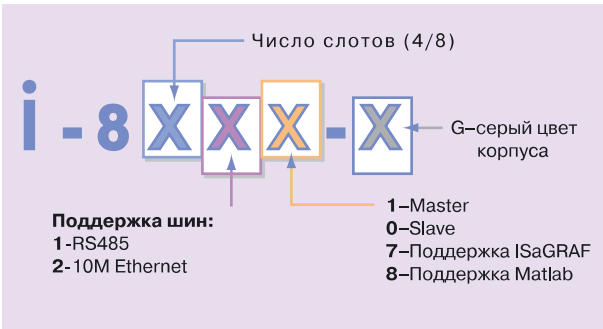 Число слотов (4/8)
i-8XXX-X
G–серый цвет
корпуса
Поддержка шин:
1-RS485
2-10M Ethernet
1–Master
0–Slave
7–Поддержка ISaGRAF
8–Поддержка Matlab